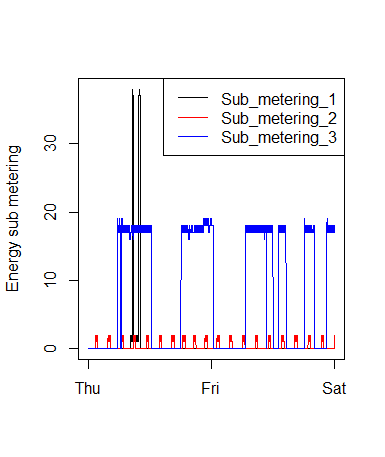 Sub_metering_1
Sub_metering_2
Sub_metering_3
Energy sub metering
30
20
10
0
Thu
Fri
Sat